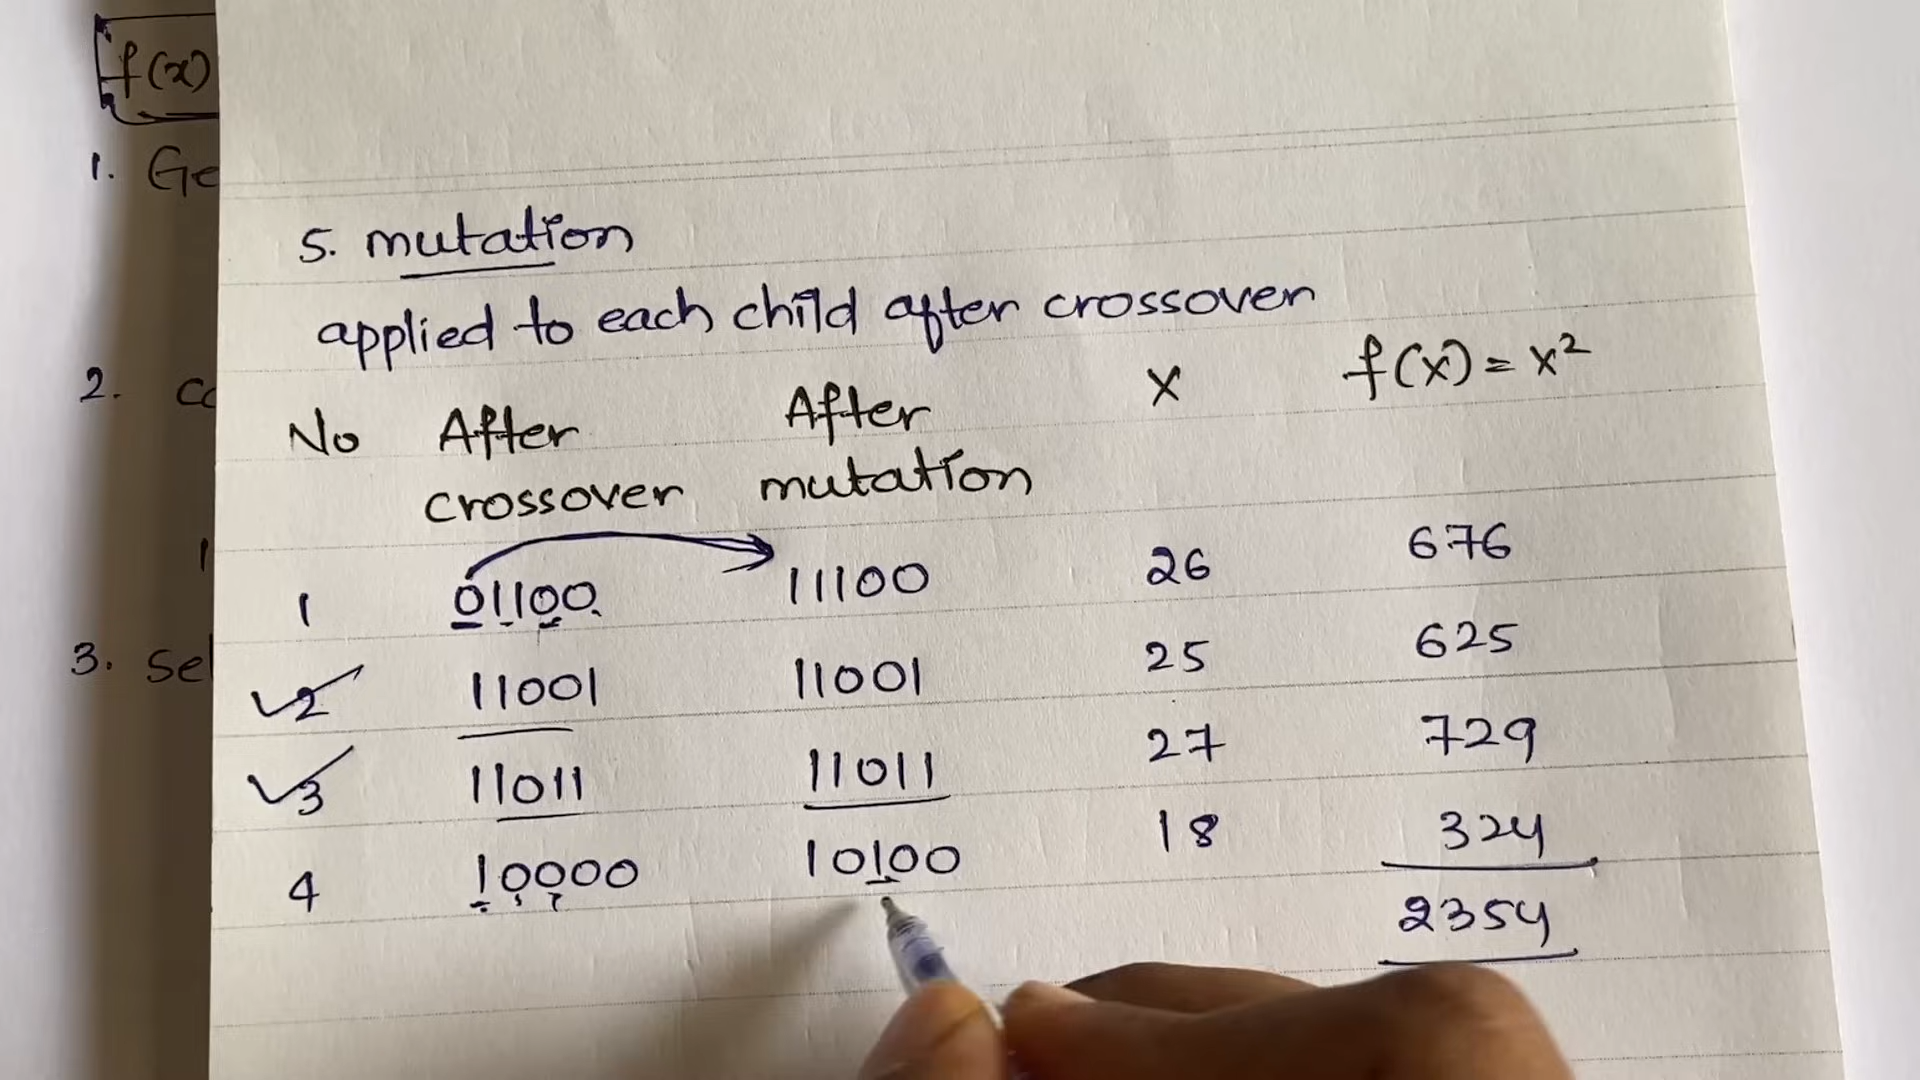 f(x)
1. Ge
5. mutation
applied to each child after crossover
2. co
No After crossover After mutation X f(x) = x²
1 01100 11100 26 676
3. Sel
2 11001 11001 25 625
3 11011 11011 27 729
4 10000 10100 18 324
2354